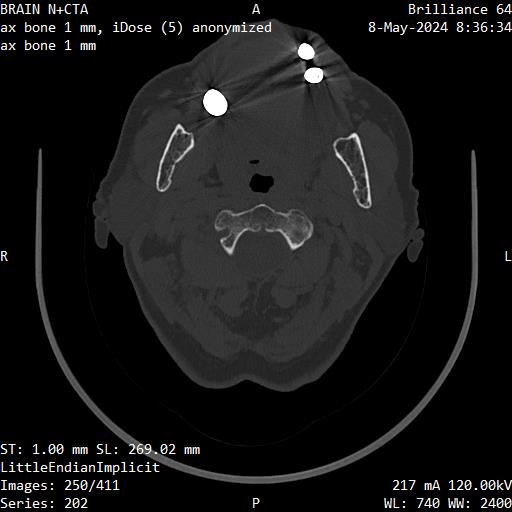 BRAIN N+CTA
ax bone 1 mm, iDose (5) anonymized
ax bone 1 mm
A
Brilliance 64
8-May-2024 8:36:34
R
L
ST: 1.00 mm SL: 269.02 mm
LittleEndianImplicit
Images: 250/411
Series: 202
P
217 mA 120.00kV
WL: 740 WW: 2400